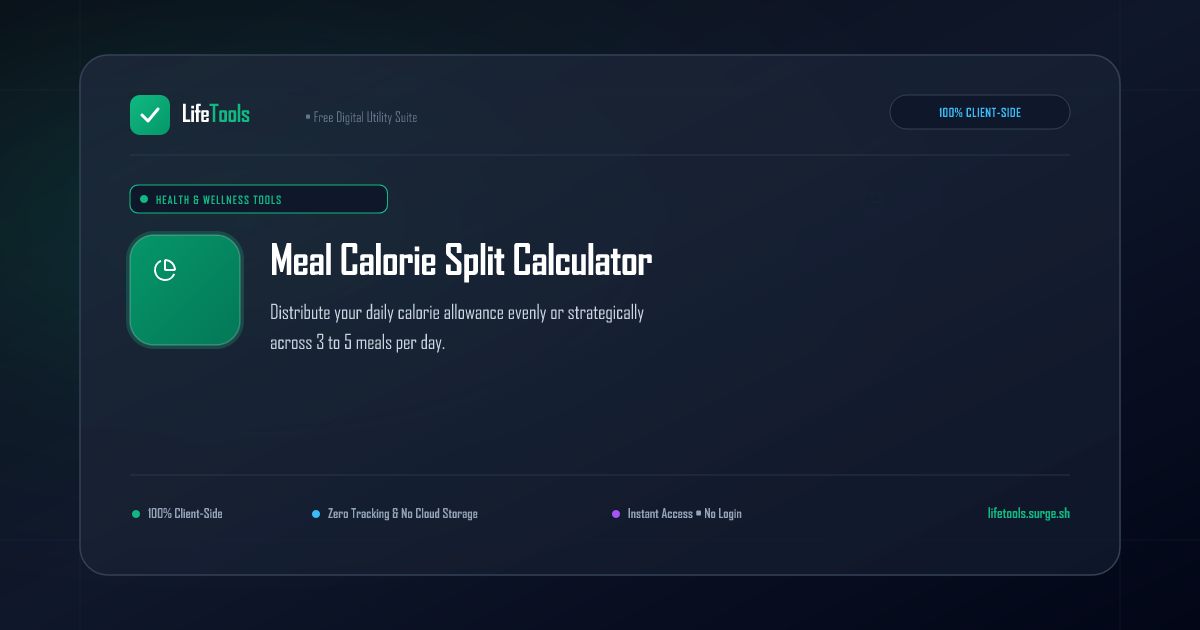 LifeTools
▪ Free Digital Utility Suite
100% CLIENT-SIDE
HEALTH & WELLNESS TOOLS
Meal Calorie Split Calculator
Distribute your daily calorie allowance evenly or strategically
across 3 to 5 meals per day.
100% Client-Side
Zero Tracking & No Cloud Storage
Instant Access ▪ No Login
lifetools.surge.sh